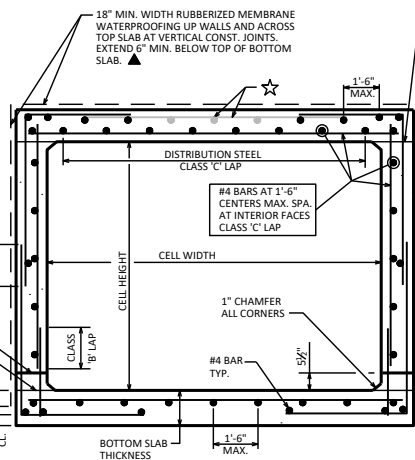 18" MIN. WIDTH RUBBERIZED MEMBRANE
WATERPROOFING UP WALLS AND ACROSS
TOP SLAB AT VERTICAL CONST. JOINTS.
EXTEND 6" MIN. BELOW TOP OF BOTTOM
SLAB.
1'-6"
MAX.
DISTRIBUTION STEEL
CLASS 'C' LAP
#4 BARS AT 1'-6"
CENTERS MAX. SPA.
AT INTERIOR FACES
CLASS 'C' LAP
CELL WIDTH
CELL HEIGHT
1" CHAMFER
ALL CORNERS
CLASS
'B' LAP
#4 BAR
TYP.
5½"
BOTTOM SLAB
THICKNESS
1'-6"
MAX.
CL.